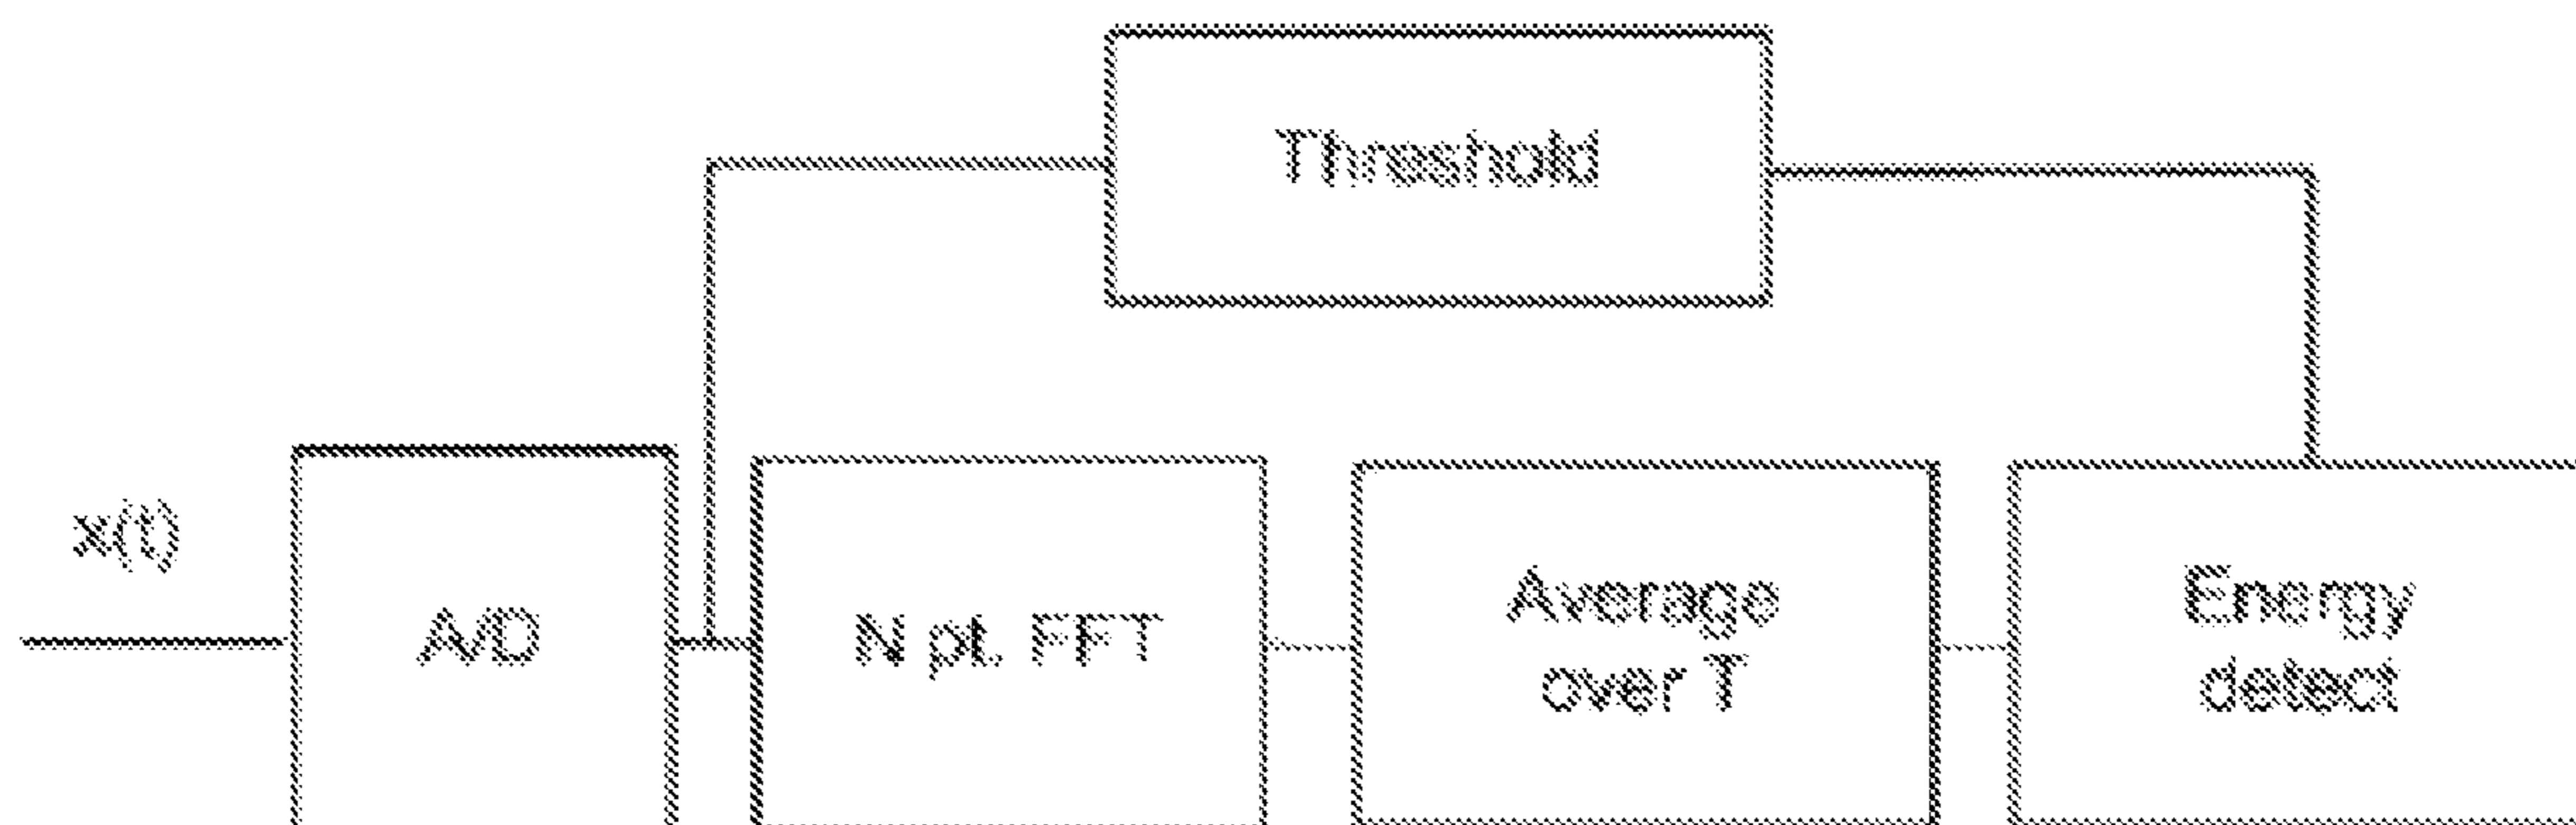 Threshold
x(t)
A/D
N pt. FFT
Average
over T
Energy
detect